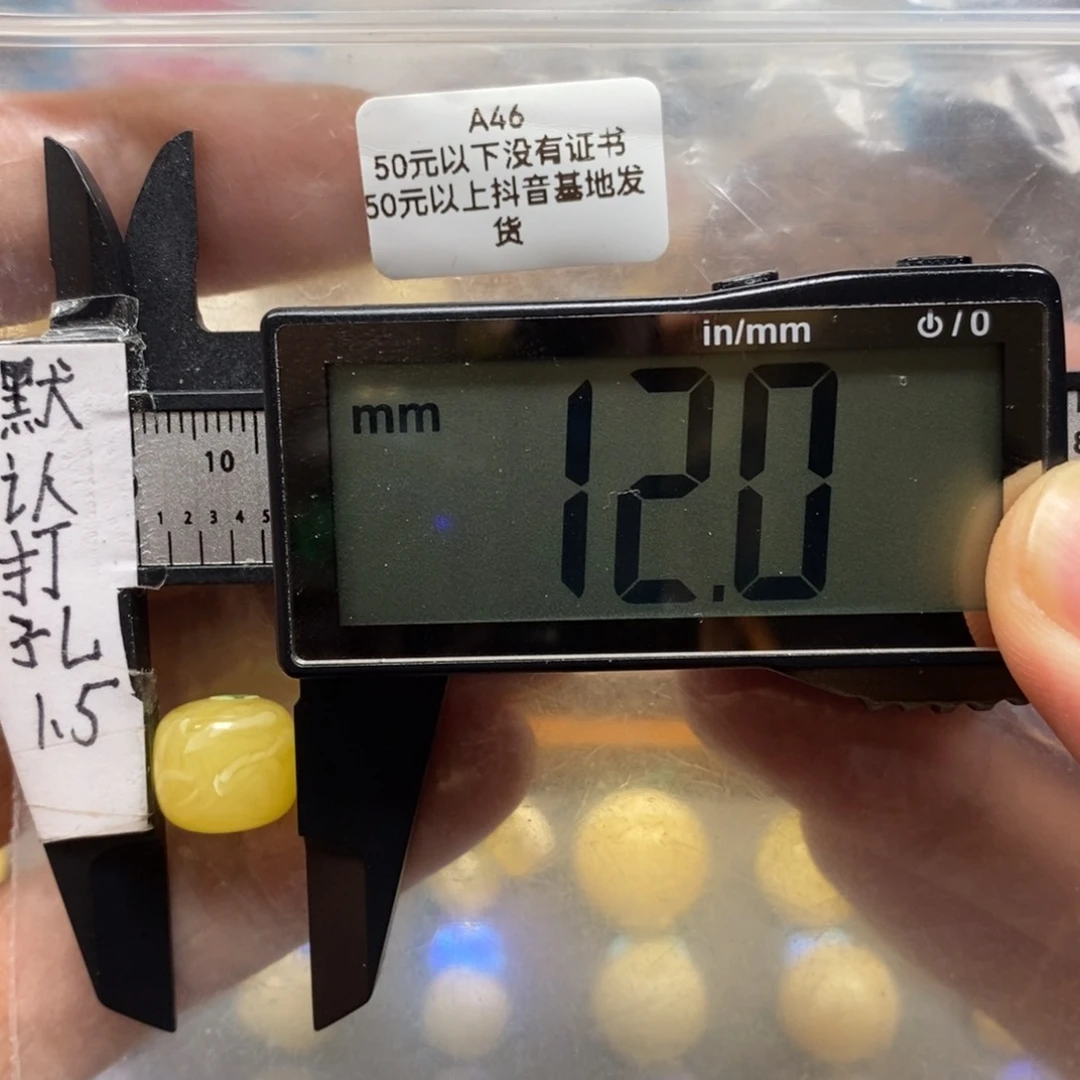 A46
50元以下没有证书
50元以上抖音基地发
货
in/mm
⏻/0
mm
12.0
默
认
打
孔
1.5
10
1 2 3 4 5